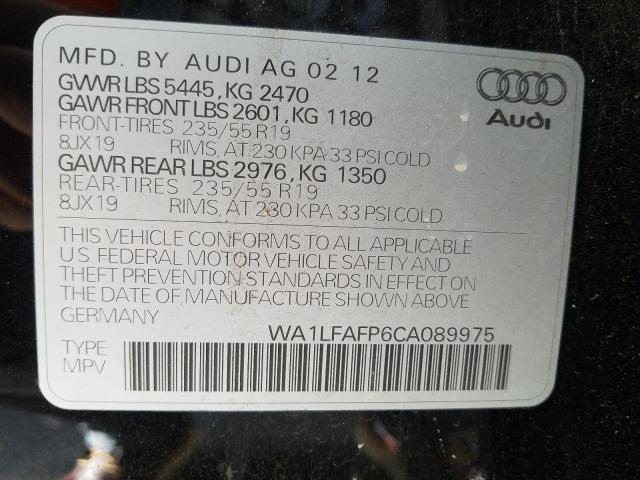 MFD. BY AUDI AG 02 12
GVWR LBS 5445, KG 2470
GAWR FRONT LBS 2601, KG 1180
FRONT-TIRES 235/55 R19
8JX19 RIMS, AT 230 KPA 33 PSI COLD
GAWR REAR LBS 2976, KG 1350
REAR-TIRES 235/55 R19
8JX19 RIMS, AT 230 KPA 33 PSI COLD
Audi
THIS VEHICLE CONFORMS TO ALL APPLICABLE
U.S. FEDERAL MOTOR VEHICLE SAFETY AND
THEFT PREVENTION STANDARDS IN EFFECT ON
THE DATE OF MANUFACTURE SHOWN ABOVE
GERMANY
WA1LFAFP6CA089975
TYPE
MPV